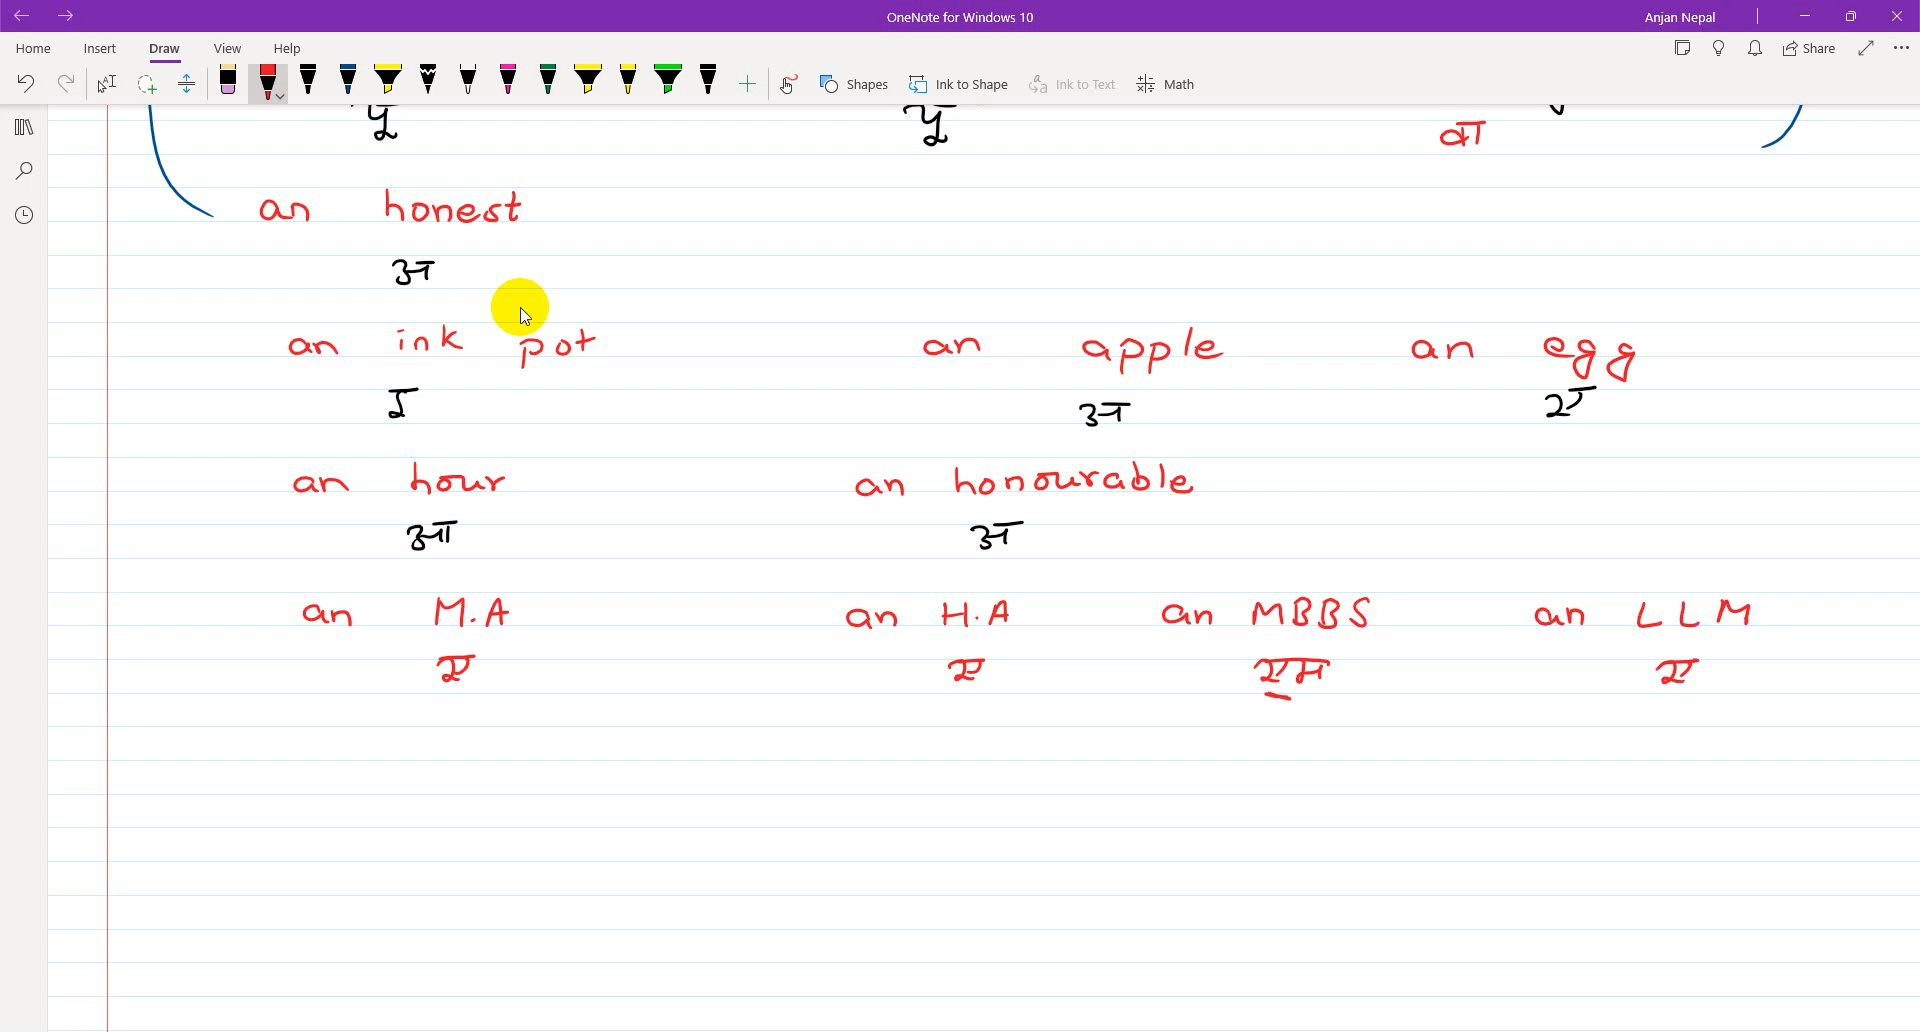 OneNote for Windows 10 Anjan Nepal
Home Insert Draw View Help Share
Shapes Ink to Shape Ink to Text Math
यु यु
वा
an honest
अ
an ink pot an apple an egg
इ अ ए
an hour an honourable
आ अ
an M.A an H.A an MBBS an LLM
ए ए एम ए